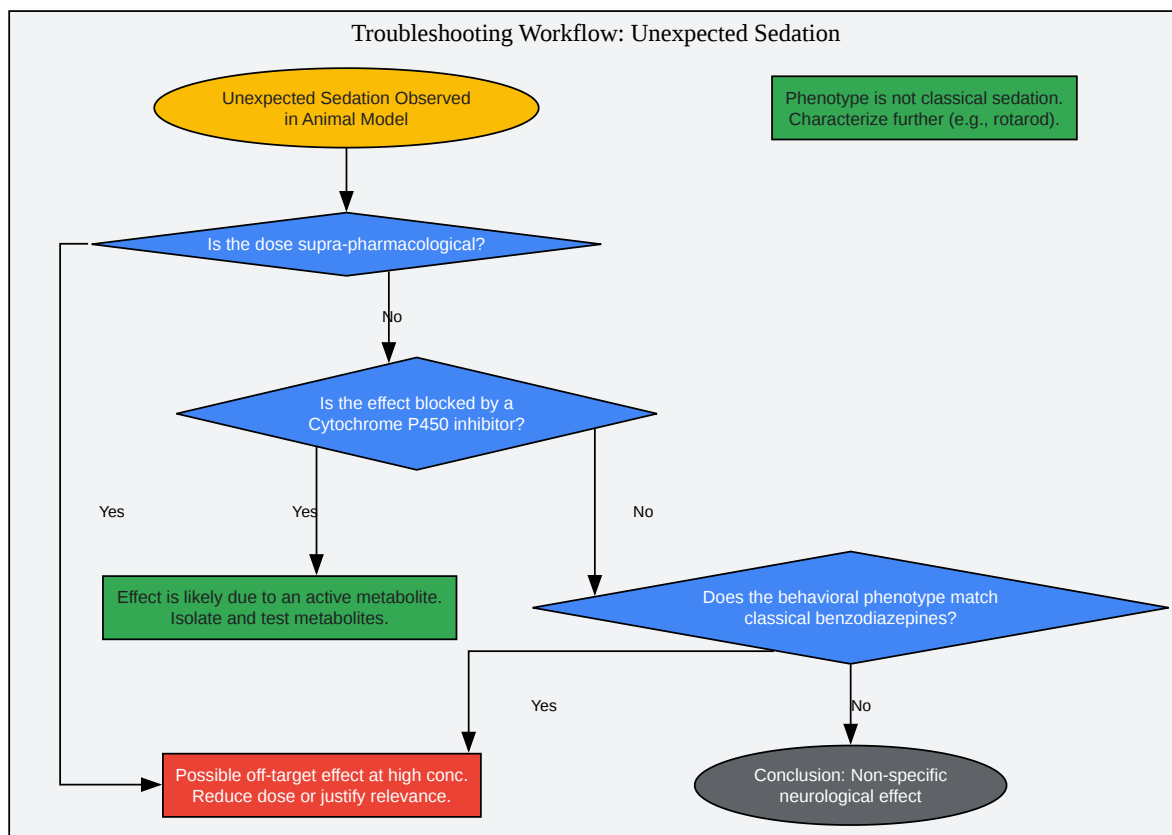 Troubleshooting Workflow: Unexpected Sedation
Unexpected Sedation Observed
in Animal Model
Phenotype is not classical sedation.
Characterize further (e.g., rotarod).
Is the dose supra-pharmacological?
No
Is the effect blocked by a
Cytochrome P450 inhibitor?
Yes
Yes
No
Effect is likely due to an active metabolite.
Isolate and test metabolites.
Does the behavioral phenotype match
classical benzodiazepines?
Yes
No
Possible off-target effect at high conc.
Reduce dose or justify relevance.
Conclusion: Non-specific
neurological effect